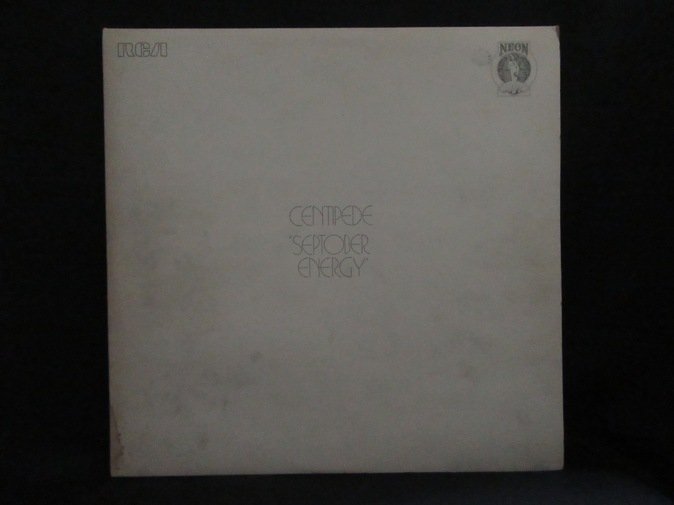 RCA
NEON
CENTIPEDE
"SEPTOBER
ENERGY"